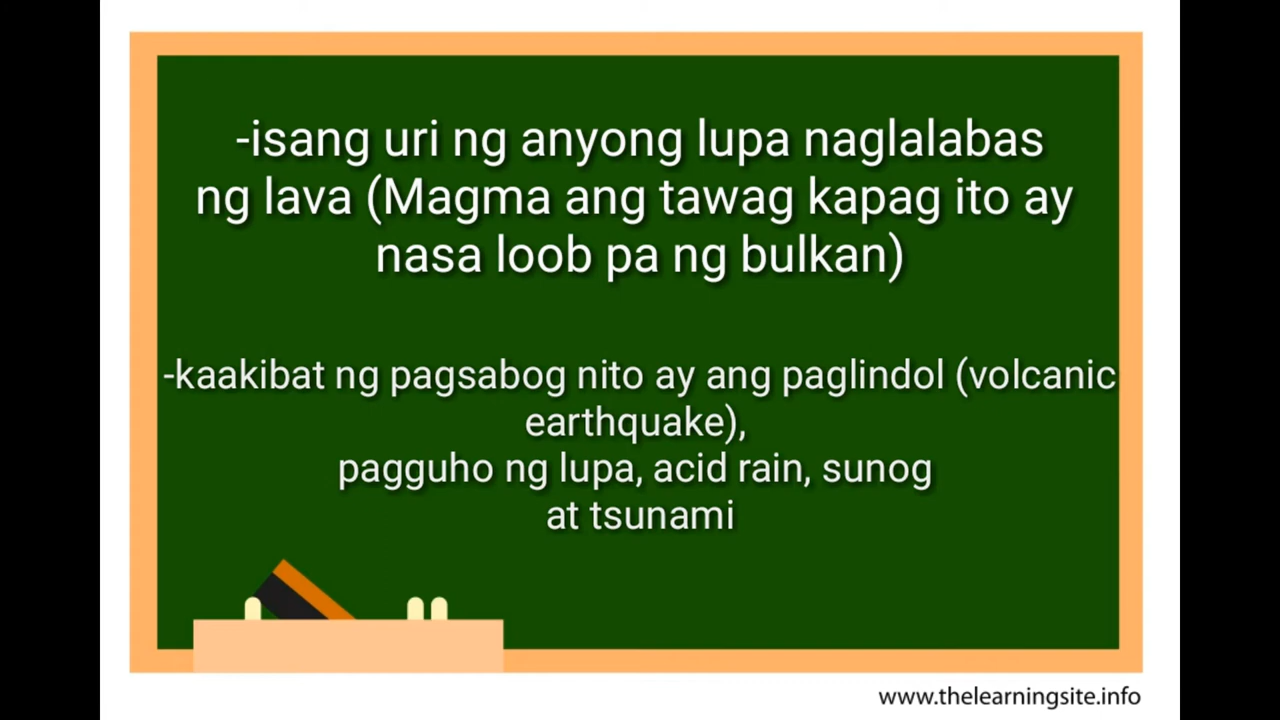 -isang uri ng anyong lupa naglalabas
ng lava (Magma ang tawag kapag ito ay
nasa loob pa ng bulkan)
-kaakibat ng pagsabog nito ay ang paglindol (volcanic
earthquake),
pagguho ng lupa, acid rain, sunog
at tsunami
www.thelearningsite.info